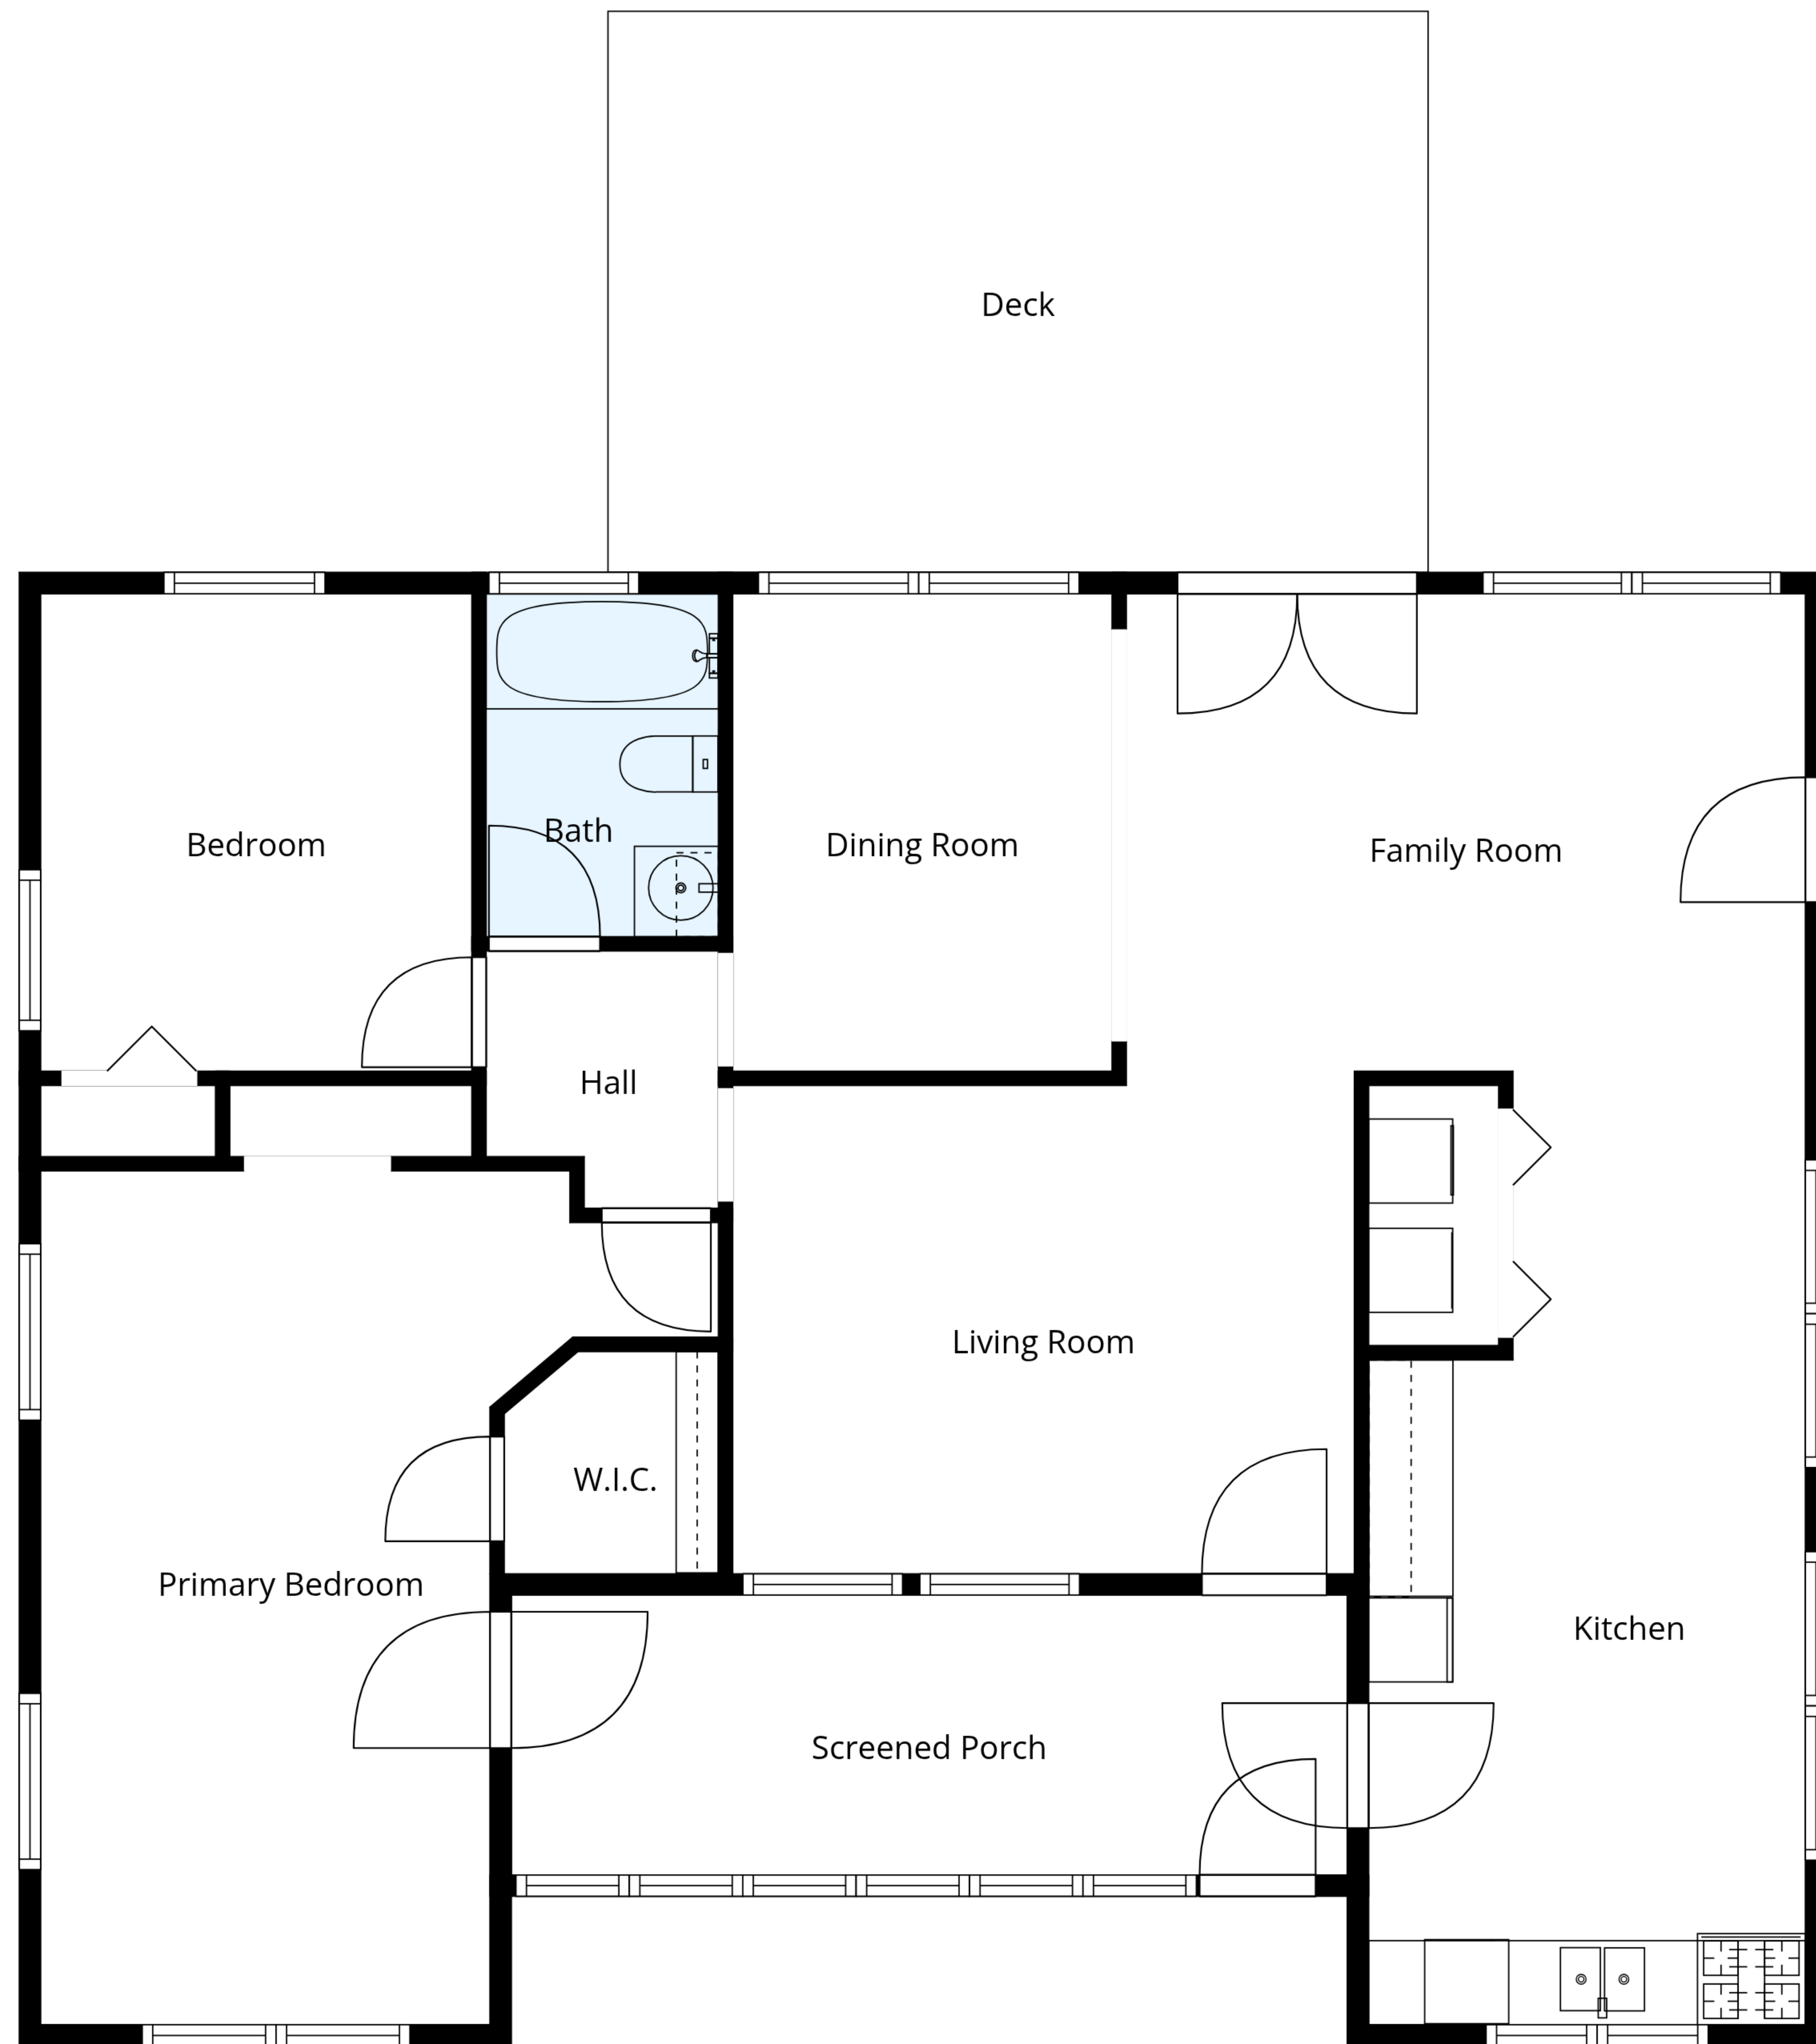 Deck
Bedroom
Bath
Dining Room
Family Room
Hall
Living Room
W.I.C.
Primary Bedroom
Kitchen
Screened Porch